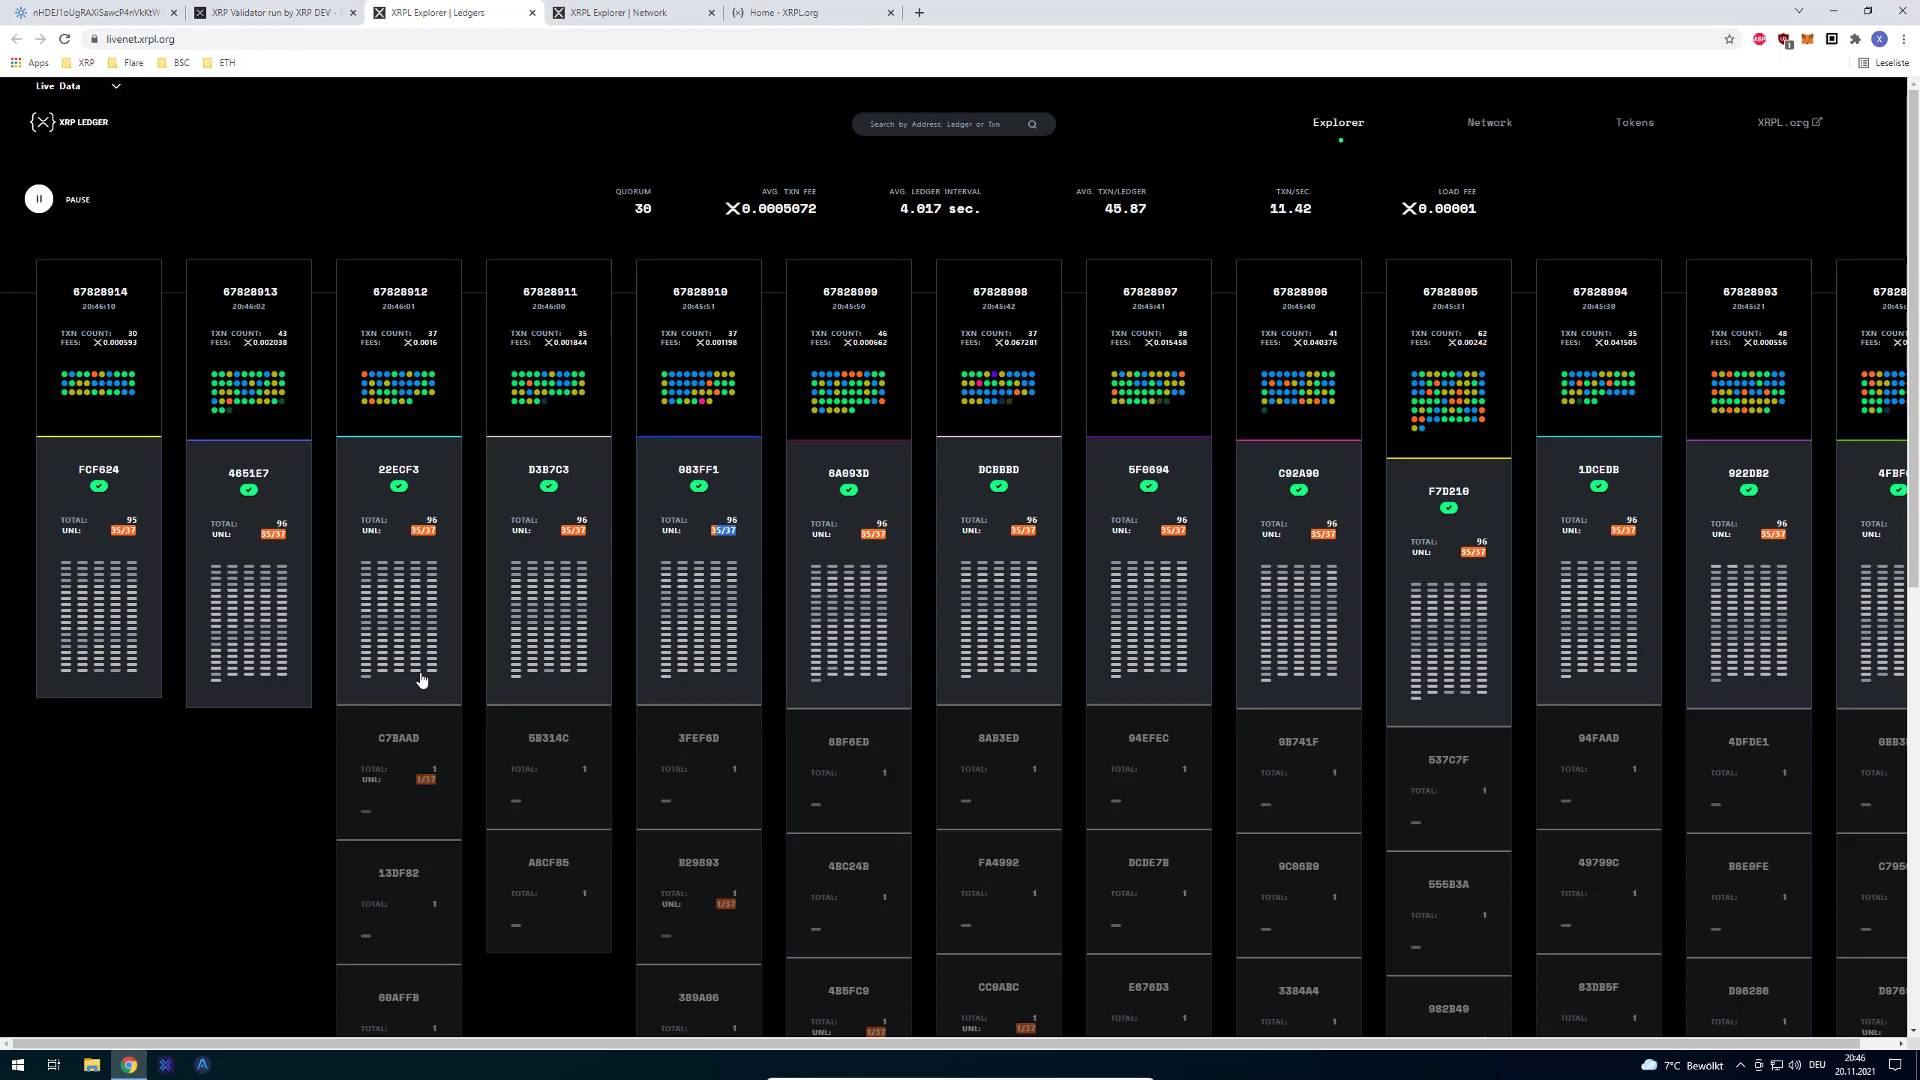 nHDEJ1oUgRAXiSawcP4nVkKtW
XRP Validator run by XRP DEV -
XRPL Explorer | Ledgers
XRPL Explorer | Network
Home - XRPL.org
livenet.xrpl.org
Apps XRP Flare BSC ETH Leseliste
Live Data
XRP LEDGER
Search by Address, Ledger or Txn
Explorer Network Tokens XRPL.org
PAUSE
QUORUM AVG. TXN FEE AVG. LEDGER INTERVAL AVG. TXN/LEDGER TXN/SEC. LOAD FEE
30 0.0005072 4.017 sec. 45.87 11.42 0.00001
67828914 67828913 67828912 67828911 67828910 67828909 67828908 67828907 67828906 67828905 67828904 67828903 67828
20:46:10 20:46:02 20:46:01 20:46:00 20:45:51 20:45:50 20:45:42 20:45:41 20:45:40 20:45:31 20:45:30 20:45:21 20:45:
TXN COUNT: 30 TXN COUNT: 43 TXN COUNT: 37 TXN COUNT: 35 TXN COUNT: 37 TXN COUNT: 46 TXN COUNT: 37 TXN COUNT: 38 TXN COUNT: 41 TXN COUNT: 62 TXN COUNT: 35 TXN COUNT: 48 TXN COUNT
FEES: 0.000593 FEES: 0.002038 FEES: 0.0016 FEES: 0.001844 FEES: 0.001198 FEES: 0.000662 FEES: 0.067281 FEES: 0.015458 FEES: 0.040376 FEES: 0.00242 FEES: 0.041505 FEES: 0.000556 FEES:
FCF624 4651E7 22ECF3 D3B7C3 083FF1 6A093D DCBBBD 5F0694 C92A90 F7D210 1DCEDB 922DB2 4FBF
TOTAL: 95 TOTAL: 96 TOTAL: 96 TOTAL: 96 TOTAL: 96 TOTAL: 96 TOTAL: 96 TOTAL: 96 TOTAL: 96 TOTAL: 96 TOTAL: 96 TOTAL: 96 TOTAL:
UNL: 35/37 UNL: 35/37 UNL: 35/37 UNL: 35/37 UNL: 35/37 UNL: 35/37 UNL: 35/37 UNL: 35/37 UNL: 35/37 UNL: 35/37 UNL: 35/37 UNL: 35/37 UNL:
C7BAAD 5B314C 3FEF6D 8BF6ED 8AB3ED 94EFEC 9B741F 537C7F 94FAAD 4DFDE1 0BB3
TOTAL: 1 TOTAL: 1 TOTAL: 1 TOTAL: 1 TOTAL: 1 TOTAL: 1 TOTAL: 1 TOTAL: 1 TOTAL: 1 TOTAL: 1 TOTAL:
UNL: 1/37
13DF82 A8CF85 B29893 4BC24B FA4992 DCDE7B 9C06B9 555B3A 49799C B6E0FE C795
TOTAL: 1 TOTAL: 1 TOTAL: 1 TOTAL: 1 TOTAL: 1 TOTAL: 1 TOTAL: 1 TOTAL: 1 TOTAL: 1 TOTAL: 1 TOTAL:
UNL: 1/37
60AFFB 389A06 4B5FC9 CC0ABC E676D3 3384A4 982B49 83DB5F D96286 D976
TOTAL: 1 TOTAL: 1 TOTAL: 1 TOTAL: 1 TOTAL: 1 TOTAL: 1 TOTAL: 1 TOTAL: 1 TOTAL:
UNL: 1/37 UNL: 1/37 UNL:
7°C Bewölkt DEU 20:46
20.11.2021